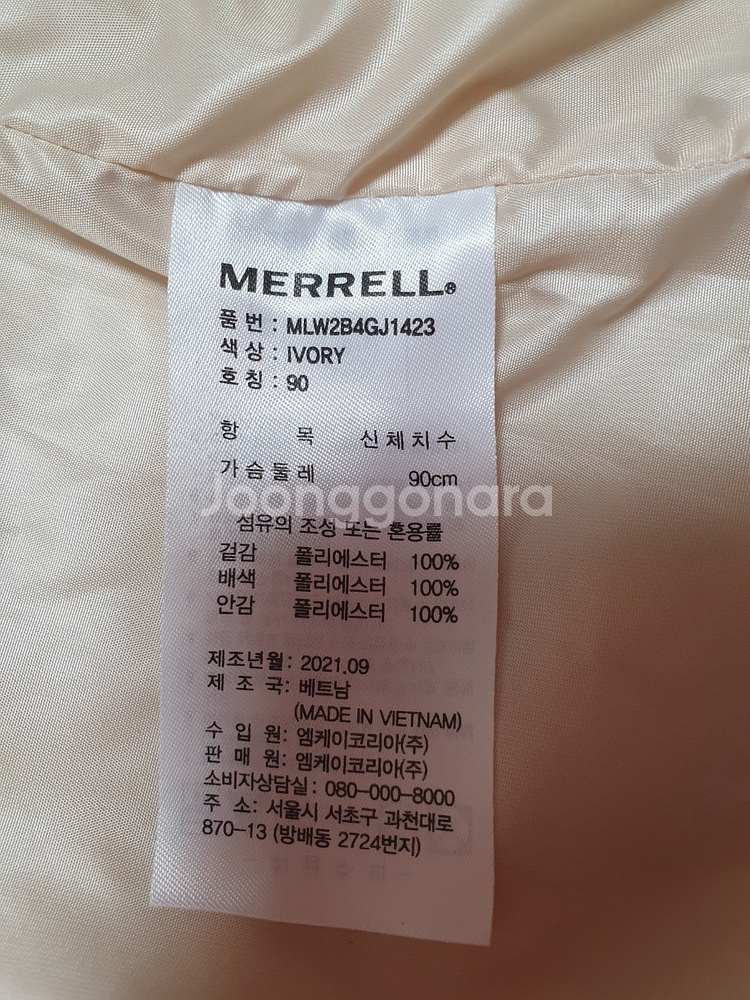 MERRELL®
품 번 : MLW2B4GJ1423
색 상 : IVORY
호 칭 : 90
항 목 신 체 치 수
가 슴 둘 레 90cm
Joonggonara
섬유의 조성 또는 혼용률
겉감 폴리에스터 100%
배색 폴리에스터 100%
안감 폴리에스터 100%
제조년월 : 2021.09
제 조 국 : 베트남
(MADE IN VIETNAM)
수 입 원 : 엠케이코리아(주)
판 매 원 : 엠케이코리아(주)
소비자상담실 : 080-000-8000
주 소 : 서울시 서초구 과천대로
870-13 (방배동 2724번지)